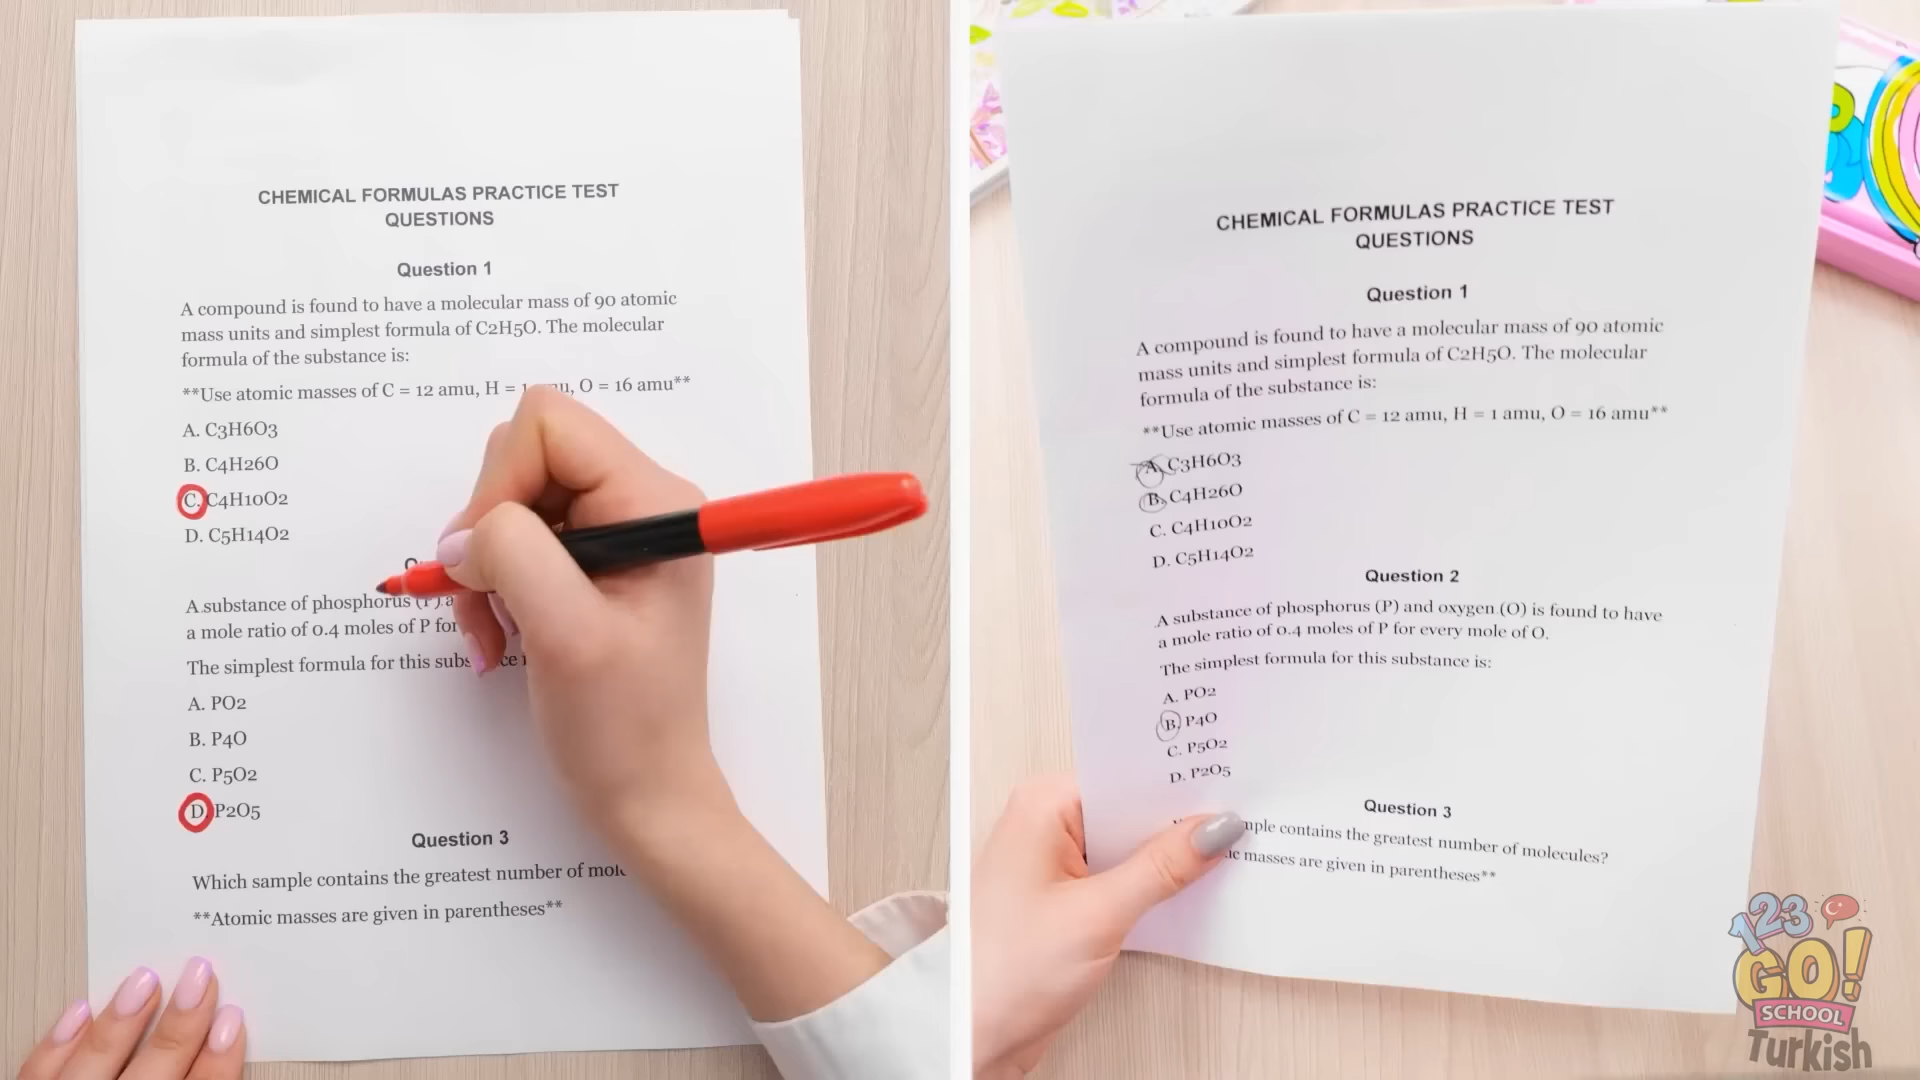 CHEMICAL FORMULAS PRACTICE TEST
QUESTIONS
Question 1
A compound is found to have a molecular mass of 90 atomic
mass units and simplest formula of C2H5O. The molecular
formula of the substance is:
**Use atomic masses of C = 12 amu, H = 1 O = 16 amu**
A. C3H6O3
B. C4H26O
C. C4H10O2
D. C5H14O2
A substance of phosphorus (P)
a mole ratio of 0.4 moles of P for
The simplest formula for this
A. PO2
B. P4O
C. P5O2
D. P2O5
Question 3
Which sample contains the greatest number of
**Atomic masses are given in parentheses**
CHEMICAL FORMULAS PRACTICE TEST
QUESTIONS
Question 1
A compound is found to have a molecular mass of 90 atomic
mass units and simplest formula of C2H5O. The molecular
formula of the substance is:
**Use atomic masses of C = 12 amu, H = 1 amu, O = 16 amu**
A. C3H6O3
B. C4H26O
C. C4H10O2
D. C5H14O2
Question 2
A substance of phosphorus (P) and oxygen (O) is found to have
a mole ratio of 0.4 moles of P for every mole of O.
The simplest formula for this substance is:
A. PO2
B. P4O
C. P5O2
D. P2O5
Question 3
contains the greatest number of molecules?
masses are given in parentheses**
123
GO!
SCHOOL
Turkish